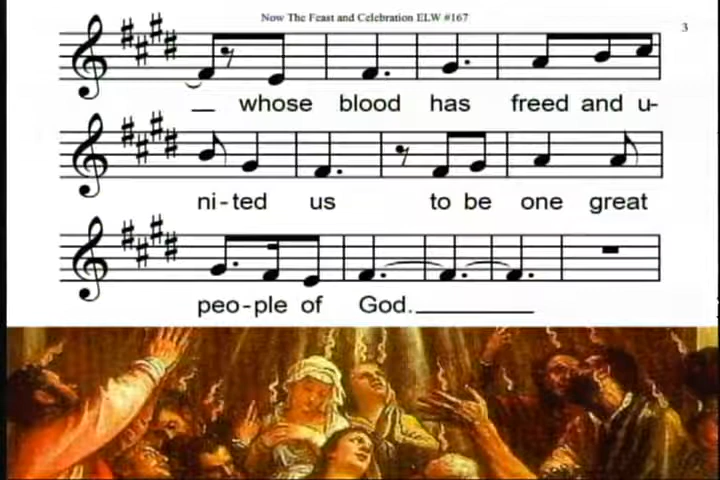 Now The Feast and Celebration ELW #167
3
whose blood has freed and u-
ni-ted us to be one great
peo-ple of God.